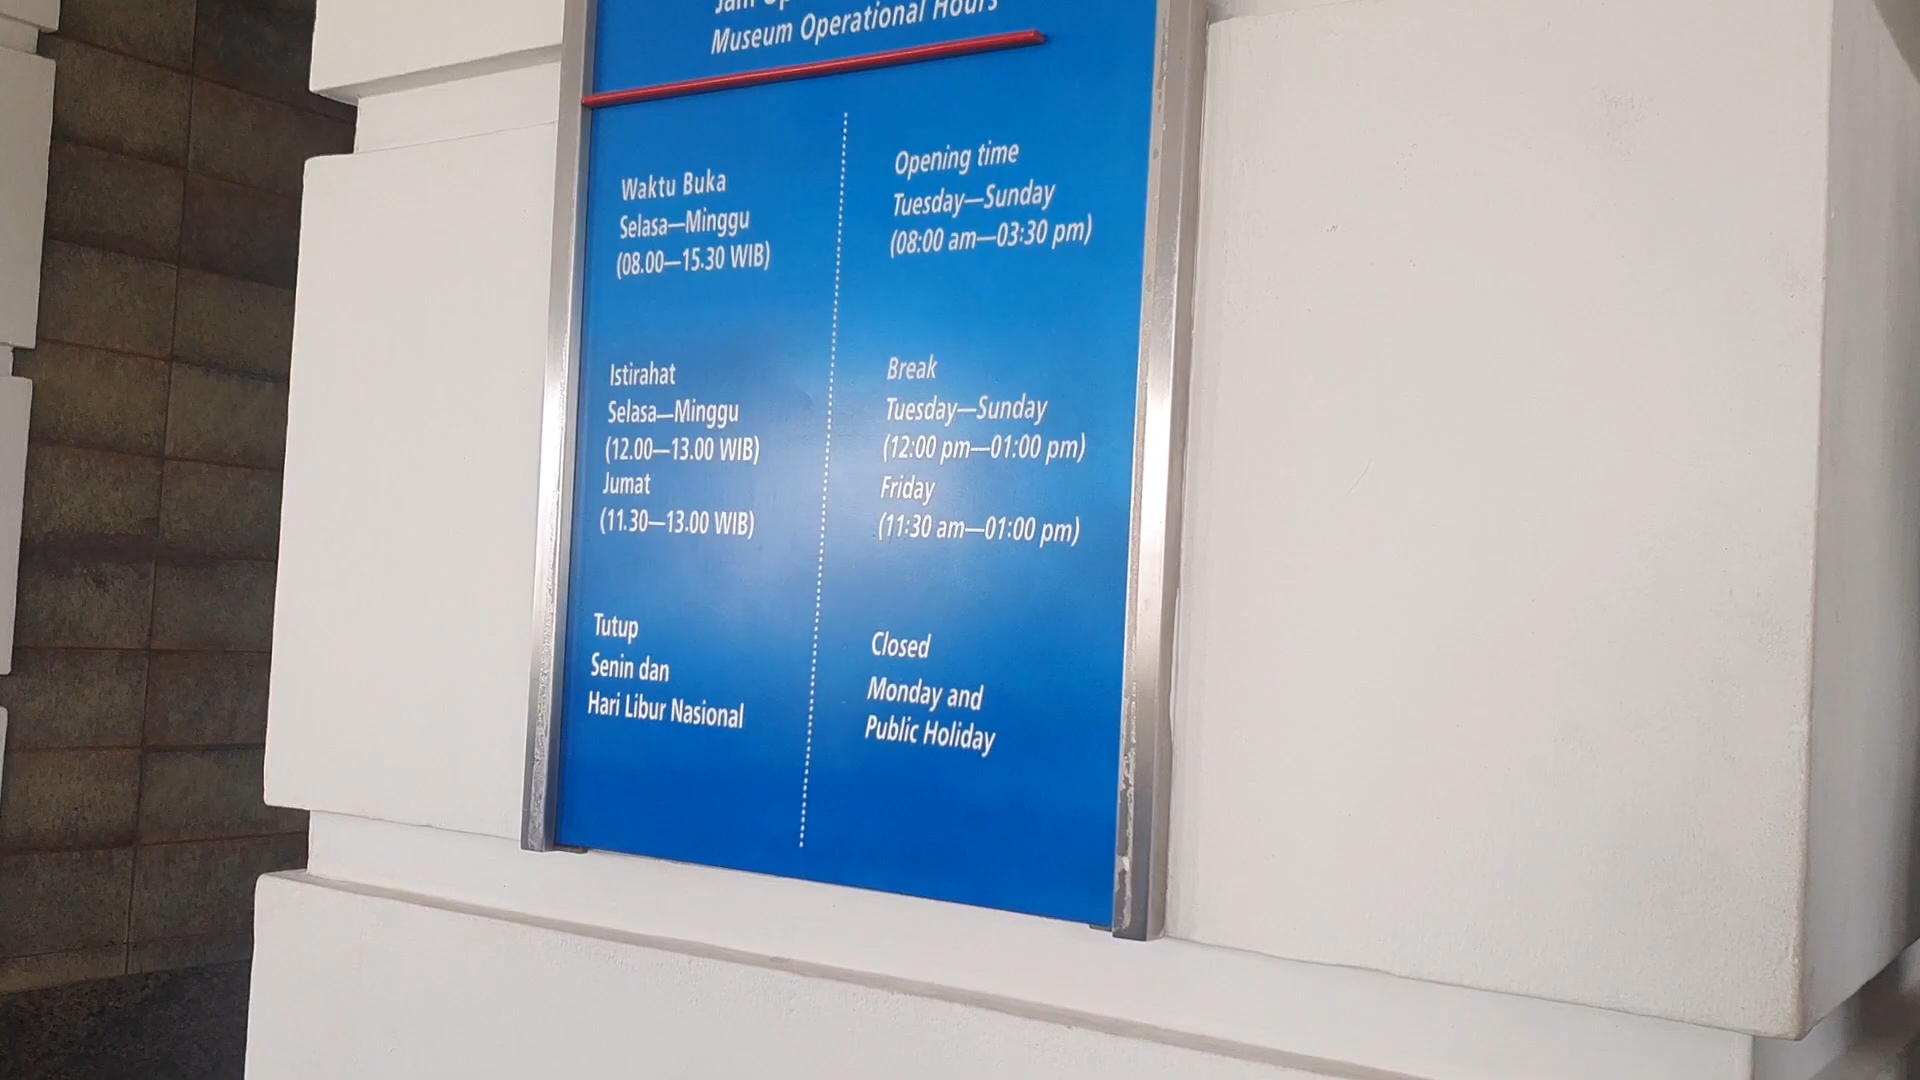 Museum Operational Hours
Waktu Buka
Selasa—Minggu
(08.00—15.30 WIB)
Istirahat
Selasa—Minggu
(12.00—13.00 WIB)
Jumat
(11.30—13.00 WIB)
Tutup
Senin dan
Hari Libur Nasional
Opening time
Tuesday—Sunday
(08:00 am—03:30 pm)
Break
Tuesday—Sunday
(12:00 pm—01:00 pm)
Friday
(11:30 am—01:00 pm)
Closed
Monday and
Public Holiday